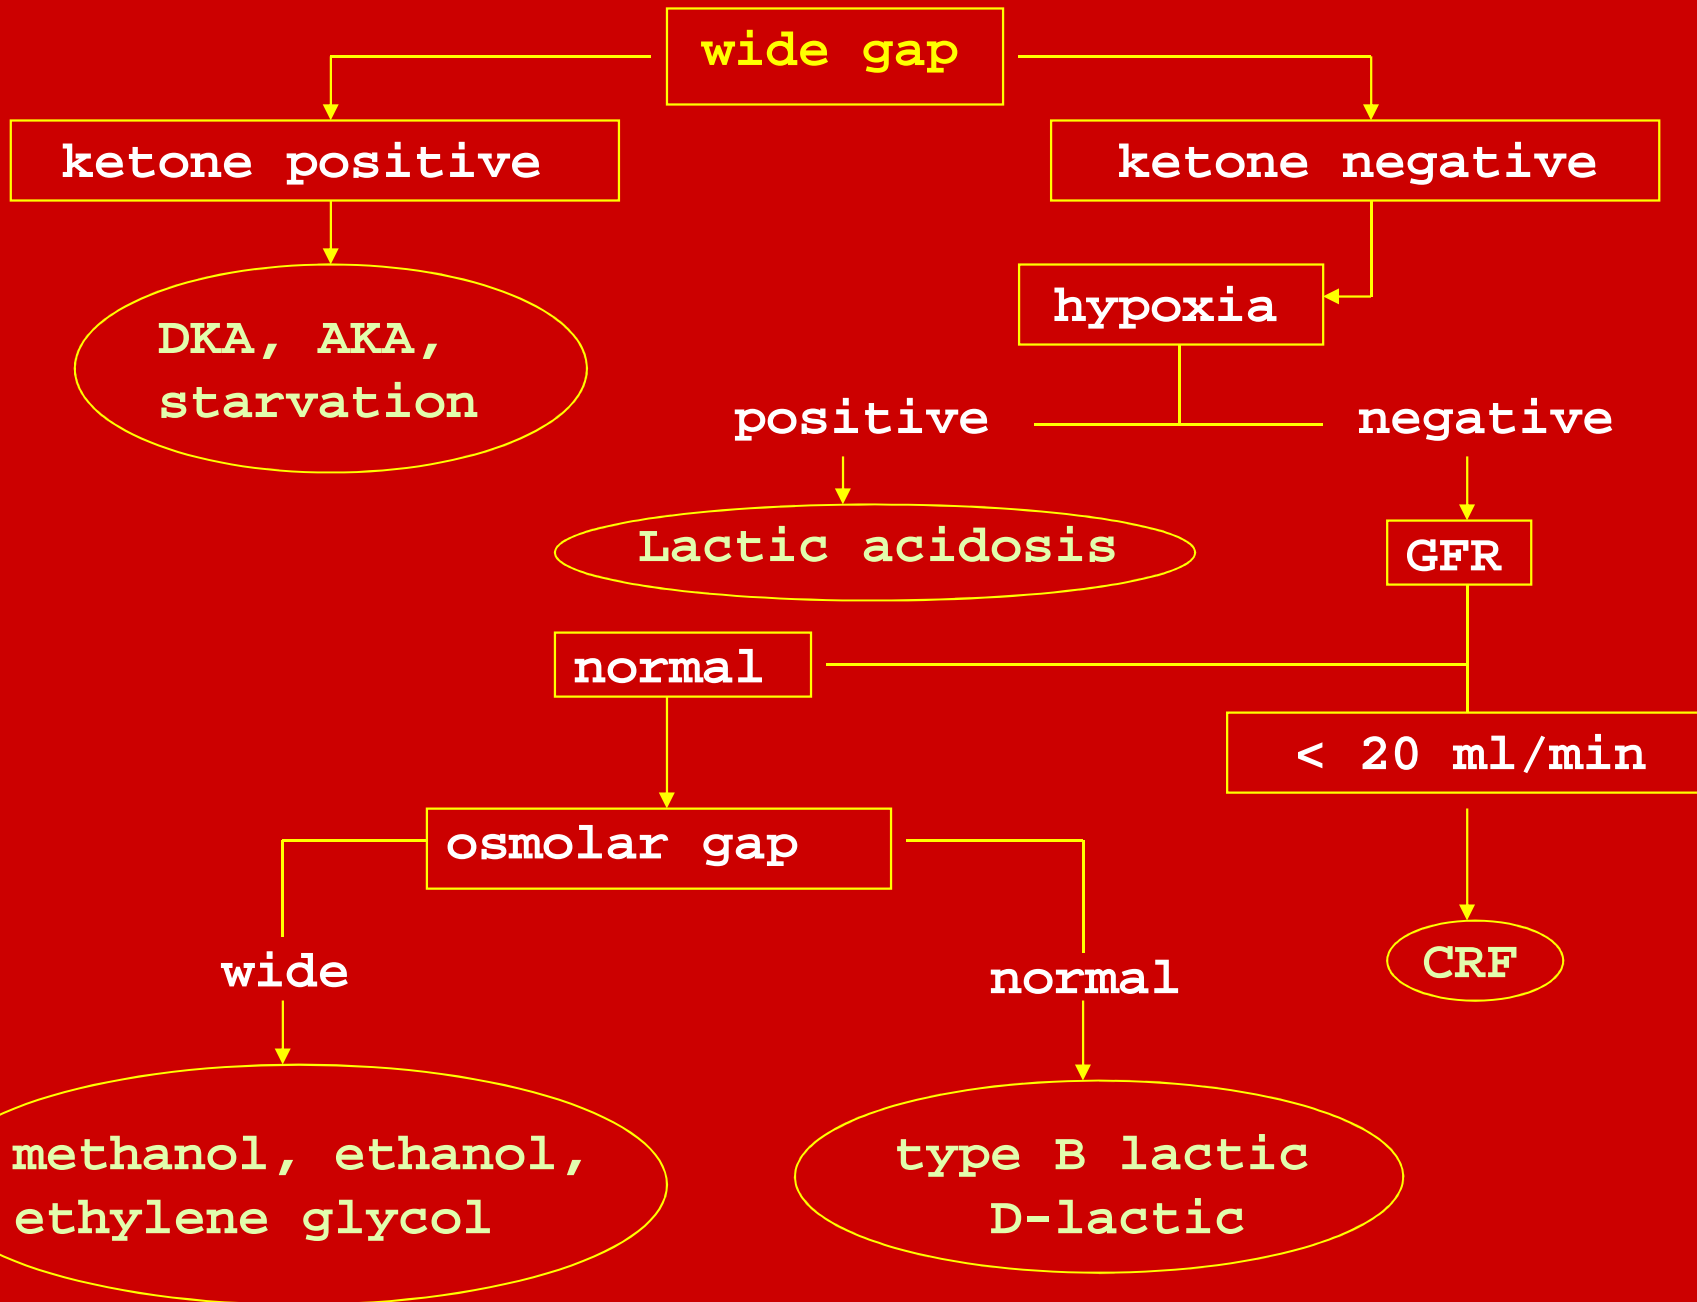 wide gap
ketone positive
ketone negative
hypoxia
DKA, AKA,
starvation
positive
negative
Lactic acidosis
GFR
normal
< 20 ml/min
osmolar gap
wide
normal
CRF
methanol, ethanol,
ethylene glycol
type B lactic
D-lactic